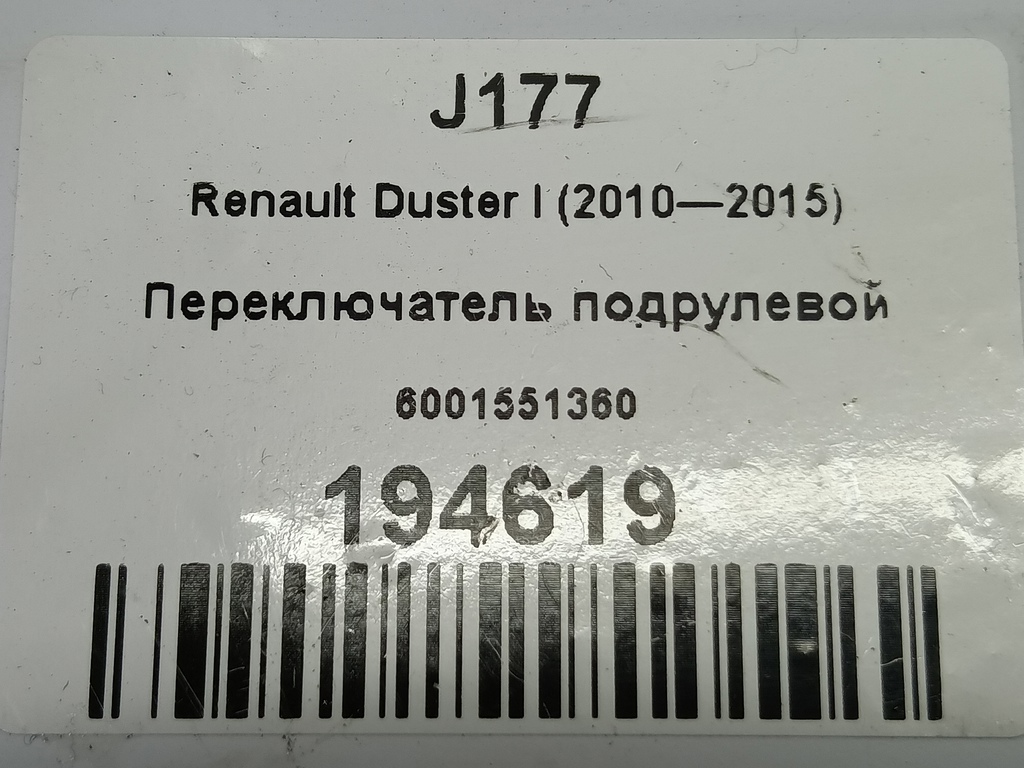 J177
Renault Duster I (2010—2015)
Переключатель подрулевой
6001551360
194619